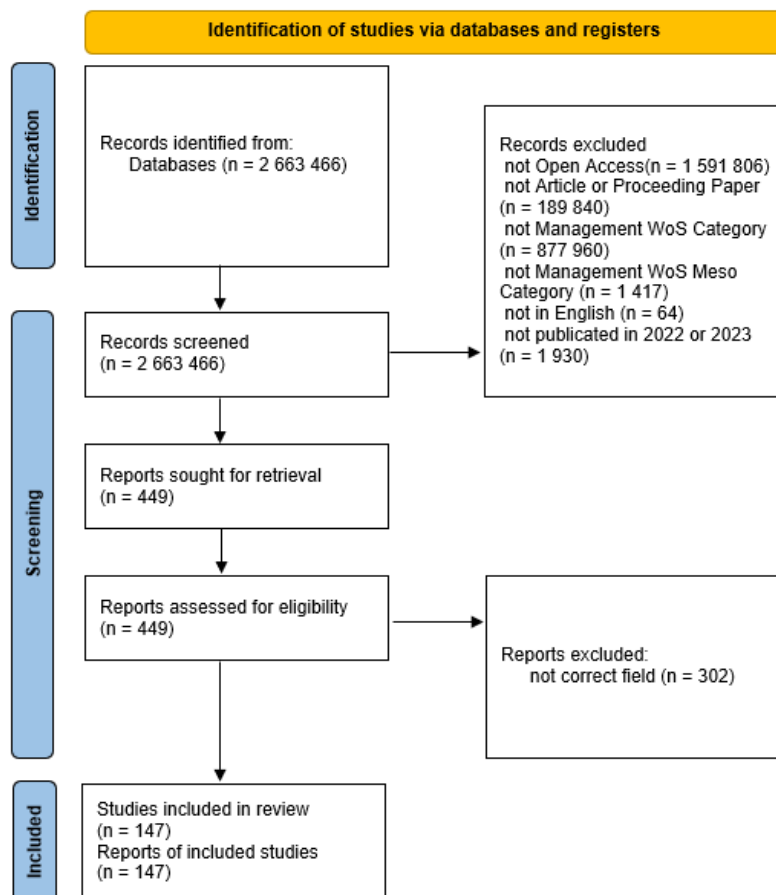 Identification of studies via databases and registers
Identification
Records identified from:
Databases (n = 2 663 466)
Records excluded
not Open Access(n = 1 591 806)
not Article or Proceeding Paper
(n = 189 840)
not Management WoS Category
(n = 877 960)
not Management WoS Meso
Category (n = 1 417)
not in English (n = 64)
not publicated in 2022 or 2023
(n = 1 930)
Screening
Records screened
(n = 2 663 466)
Reports sought for retrieval
(n = 449)
Reports assessed for eligibility
(n = 449)
Reports excluded:
not correct field (n = 302)
Included
Studies included in review
(n = 147)
Reports of included studies
(n = 147)